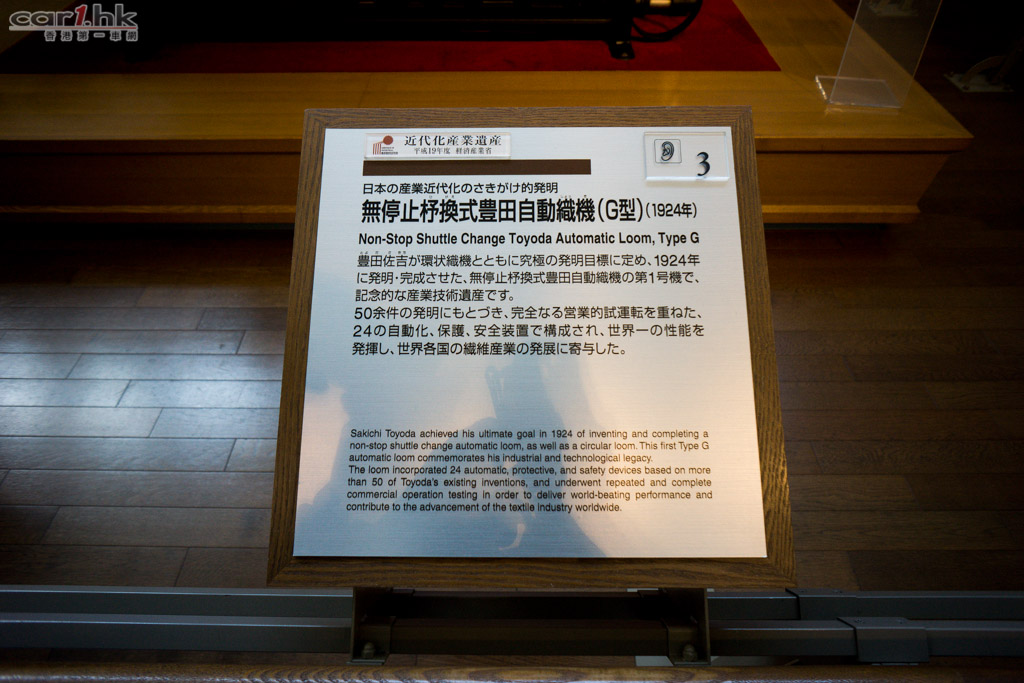 car1.hk
香港第一車網
近代化産業遺産
平成19年度 経済産業省
3
日本の産業近代化のさきがけ的発明
無停止杼換式豊田自動織機(G型)(1924年)
Non-Stop Shuttle Change Toyoda Automatic Loom, Type G
豊田佐吉が環状織機とともに究極の発明目標に定め、1924年
に発明・完成させた、無停止杼換式豊田自動織機の第1号機で、
記念的な産業技術遺産です。
50余件の発明にもとづき、完全なる営業的試運転を重ねた、
24の自動化、保護、安全装置で構成され、世界一の性能を
発揮し、世界各国の繊維産業の発展に寄与した。
Sakichi Toyoda achieved his ultimate goal in 1924 of inventing and completing a
non-stop shuttle change automatic loom, as well as a circular loom. This first Type G
automatic loom commemorates his industrial and technological legacy.
The loom incorporated 24 automatic, protective, and safety devices based on more
than 50 of Toyoda's existing inventions, and underwent repeated and complete
commercial operation testing in order to deliver world-beating performance and
contribute to the advancement of the textile industry worldwide.